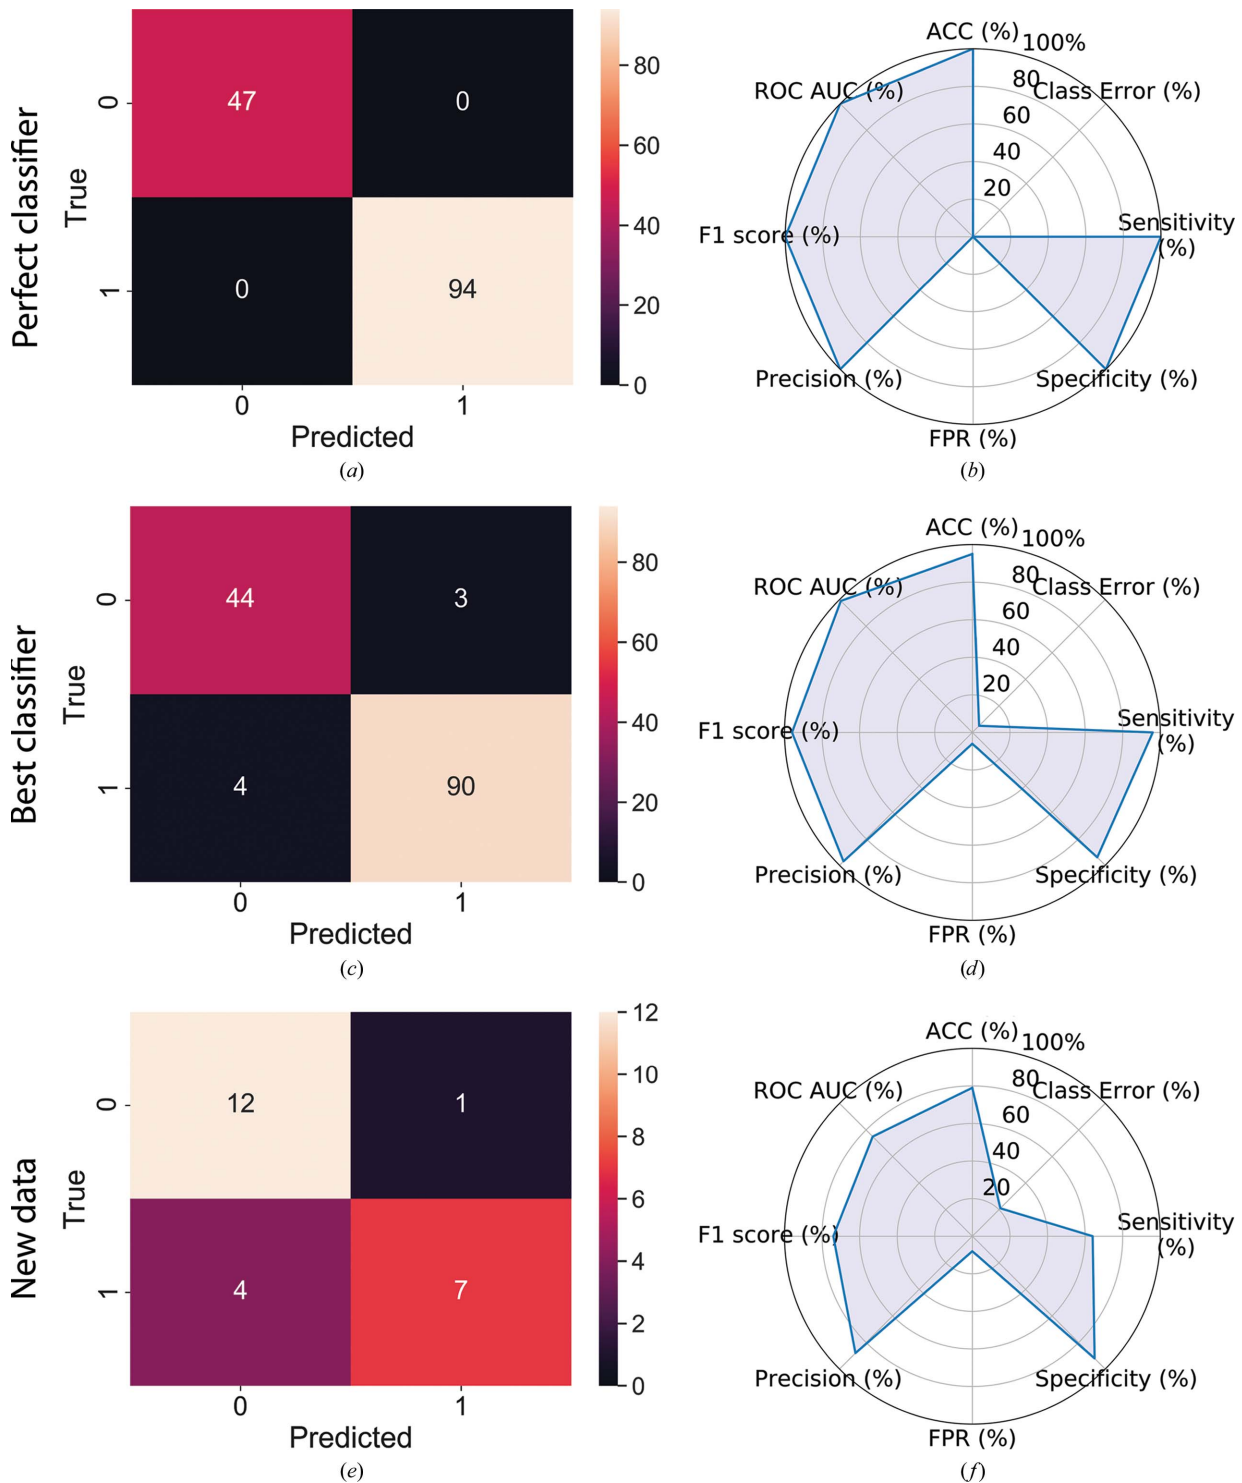 Perfect classifier
True
0
1
47
0
0
94
0
1
Predicted
80
60
40
20
0
(a)
ACC (%)
100%
ROC AUC (%)
80
Class Error (%)
60
40
20
F1 score (%)
Sensitivity
(%)
Precision (%)
Specificity (%)
FPR (%)
(b)
Best classifier
True
0
1
44
3
4
90
0
1
Predicted
80
60
40
20
0
(c)
ACC (%)
100%
ROC AUC (%)
80
Class Error (%)
60
40
20
F1 score (%)
Sensitivity
(%)
Precision (%)
Specificity (%)
FPR (%)
(d)
New data
True
0
1
12
1
4
7
0
1
Predicted
12
10
8
6
4
2
0
(e)
ACC (%)
100%
ROC AUC (%)
80
Class Error (%)
60
40
20
F1 score (%)
Sensitivity
(%)
Precision (%)
Specificity (%)
FPR (%)
(f)